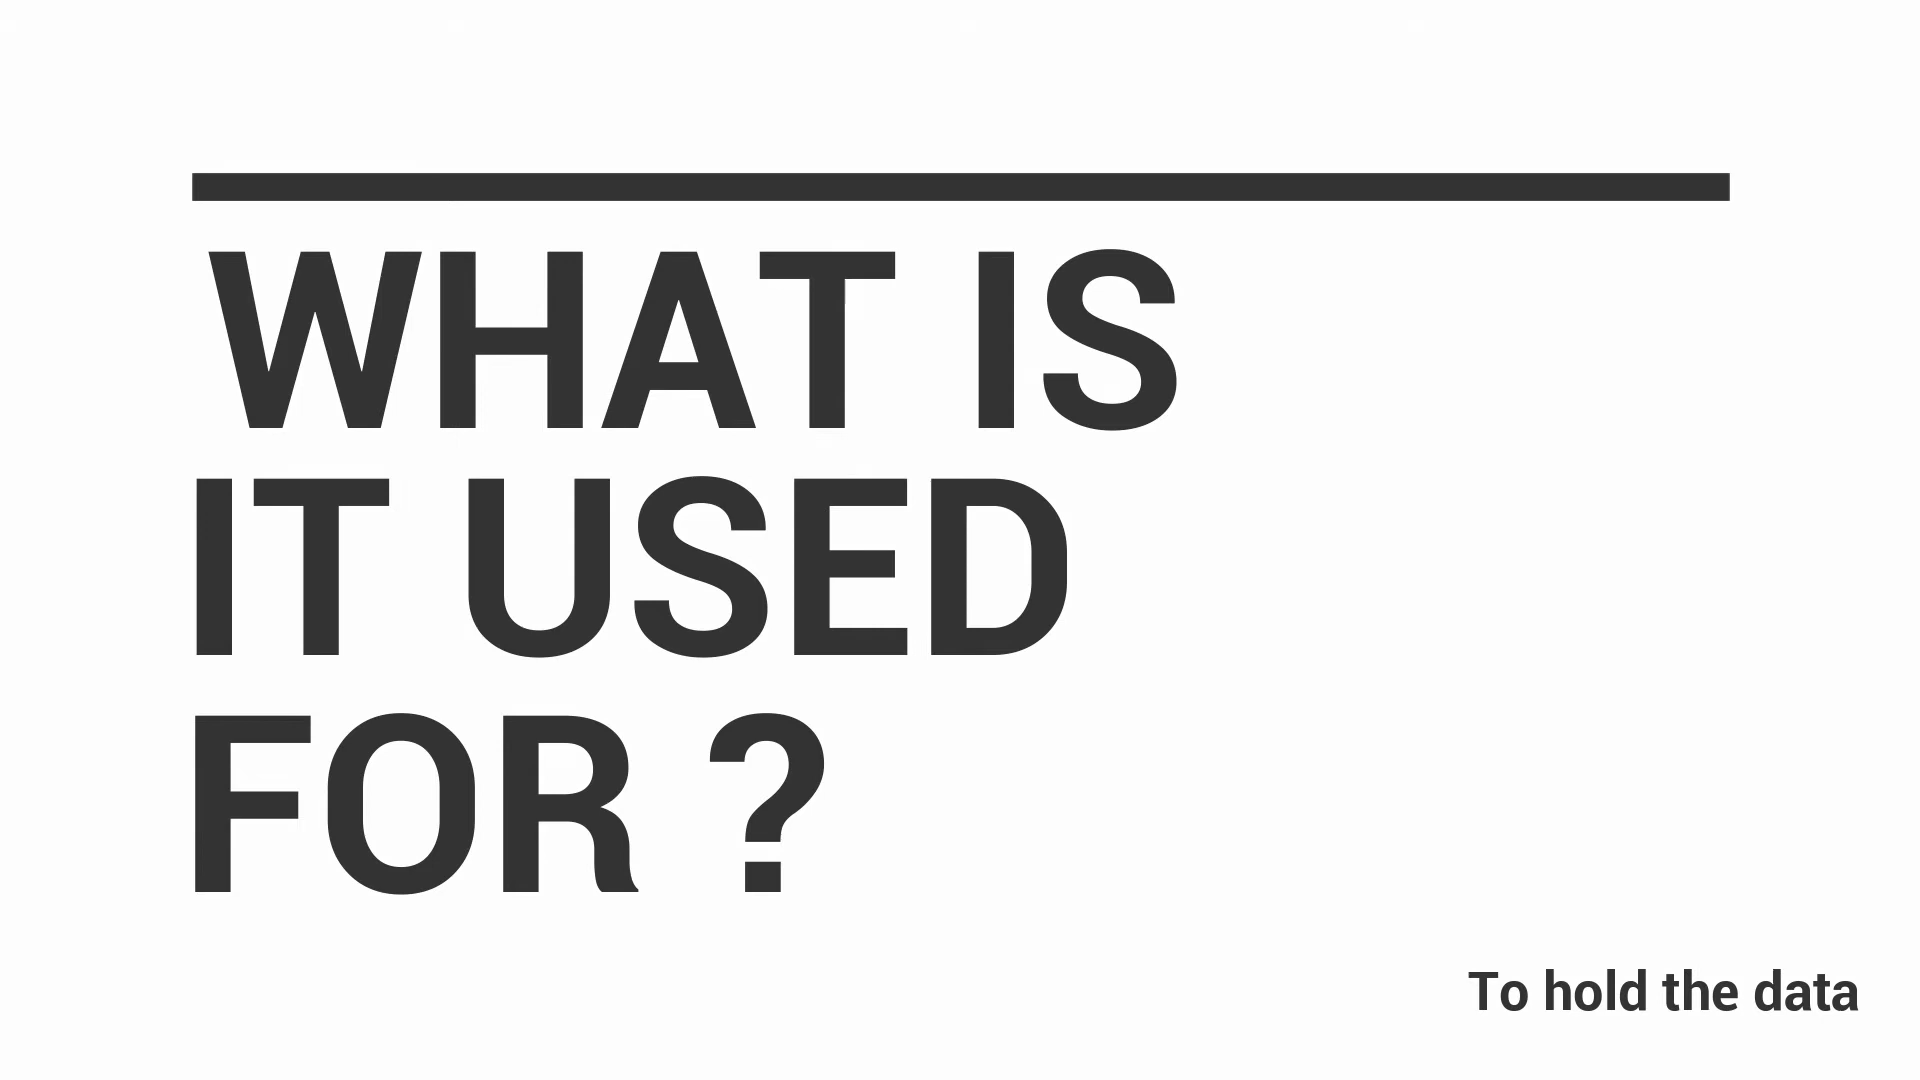 WHAT IS
IT USED
FOR ?
To hold the data